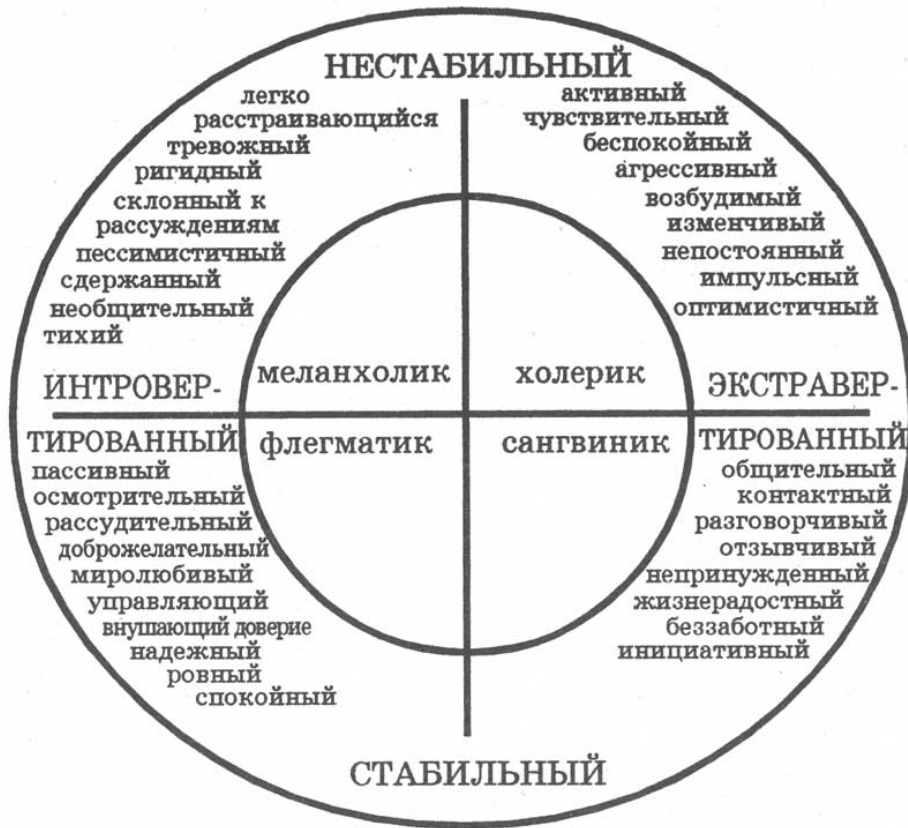 НЕСТАБИЛЬНЫЙ
легко
расстраивающийся
тревожный
ригидный
склонный к
рассуждениям
пессимистичный
сдержанный
необщительный
тихий
активный
чувствительный
беспокойный
агрессивный
возбудимый
изменчивый
непостоянный
импульсный
оптимистичный
ИНТРОВЕР-
ТИРОВАННЫЙ
меланхолик
холерик
флегматик
сангвиник
ЭКСТРАВЕР-
ТИРОВАННЫЙ
пассивный
осмотрительный
рассудительный
доброжелательный
миролюбивый
управляющий
внушающий доверие
надежный
ровный
спокойный
общительный
контактный
разговорчивый
отзывчивый
непринужденный
жизнерадостный
беззаботный
инициативный
СТАБИЛЬНЫЙ